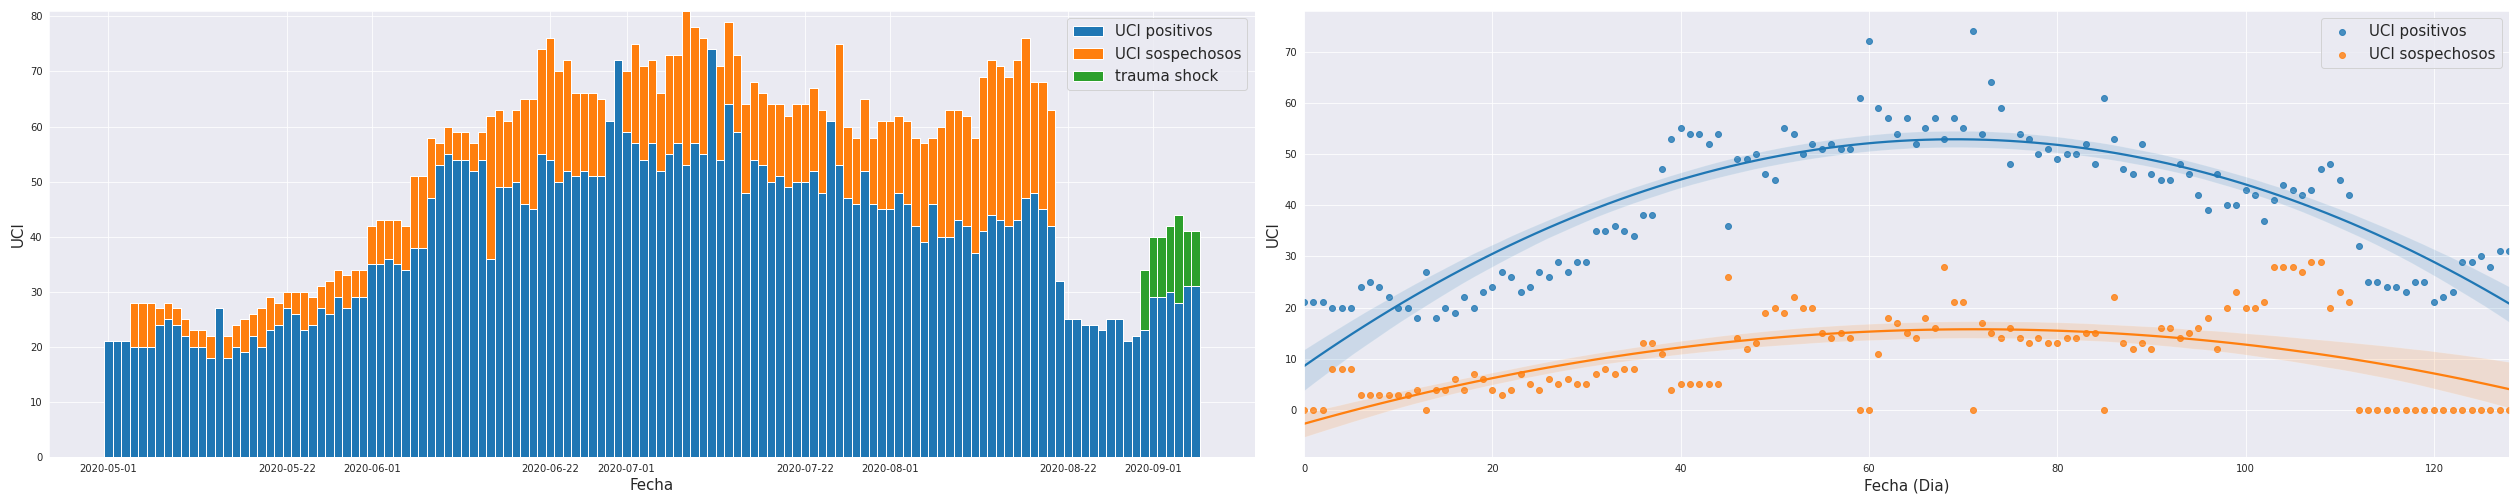 80
70
60
50
40
30
20
10
0
UCI
UCI positivos
UCI sospechosos
trauma shock
2020-05-01 2020-05-22 2020-06-01 2020-06-22 2020-07-01 2020-07-22 2020-08-01 2020-08-22 2020-09-01
Fecha
70
60
50
40
30
20
10
0
UCI
UCI positivos
UCI sospechosos
0 20 40 60 80 100 120
Fecha (Dia)